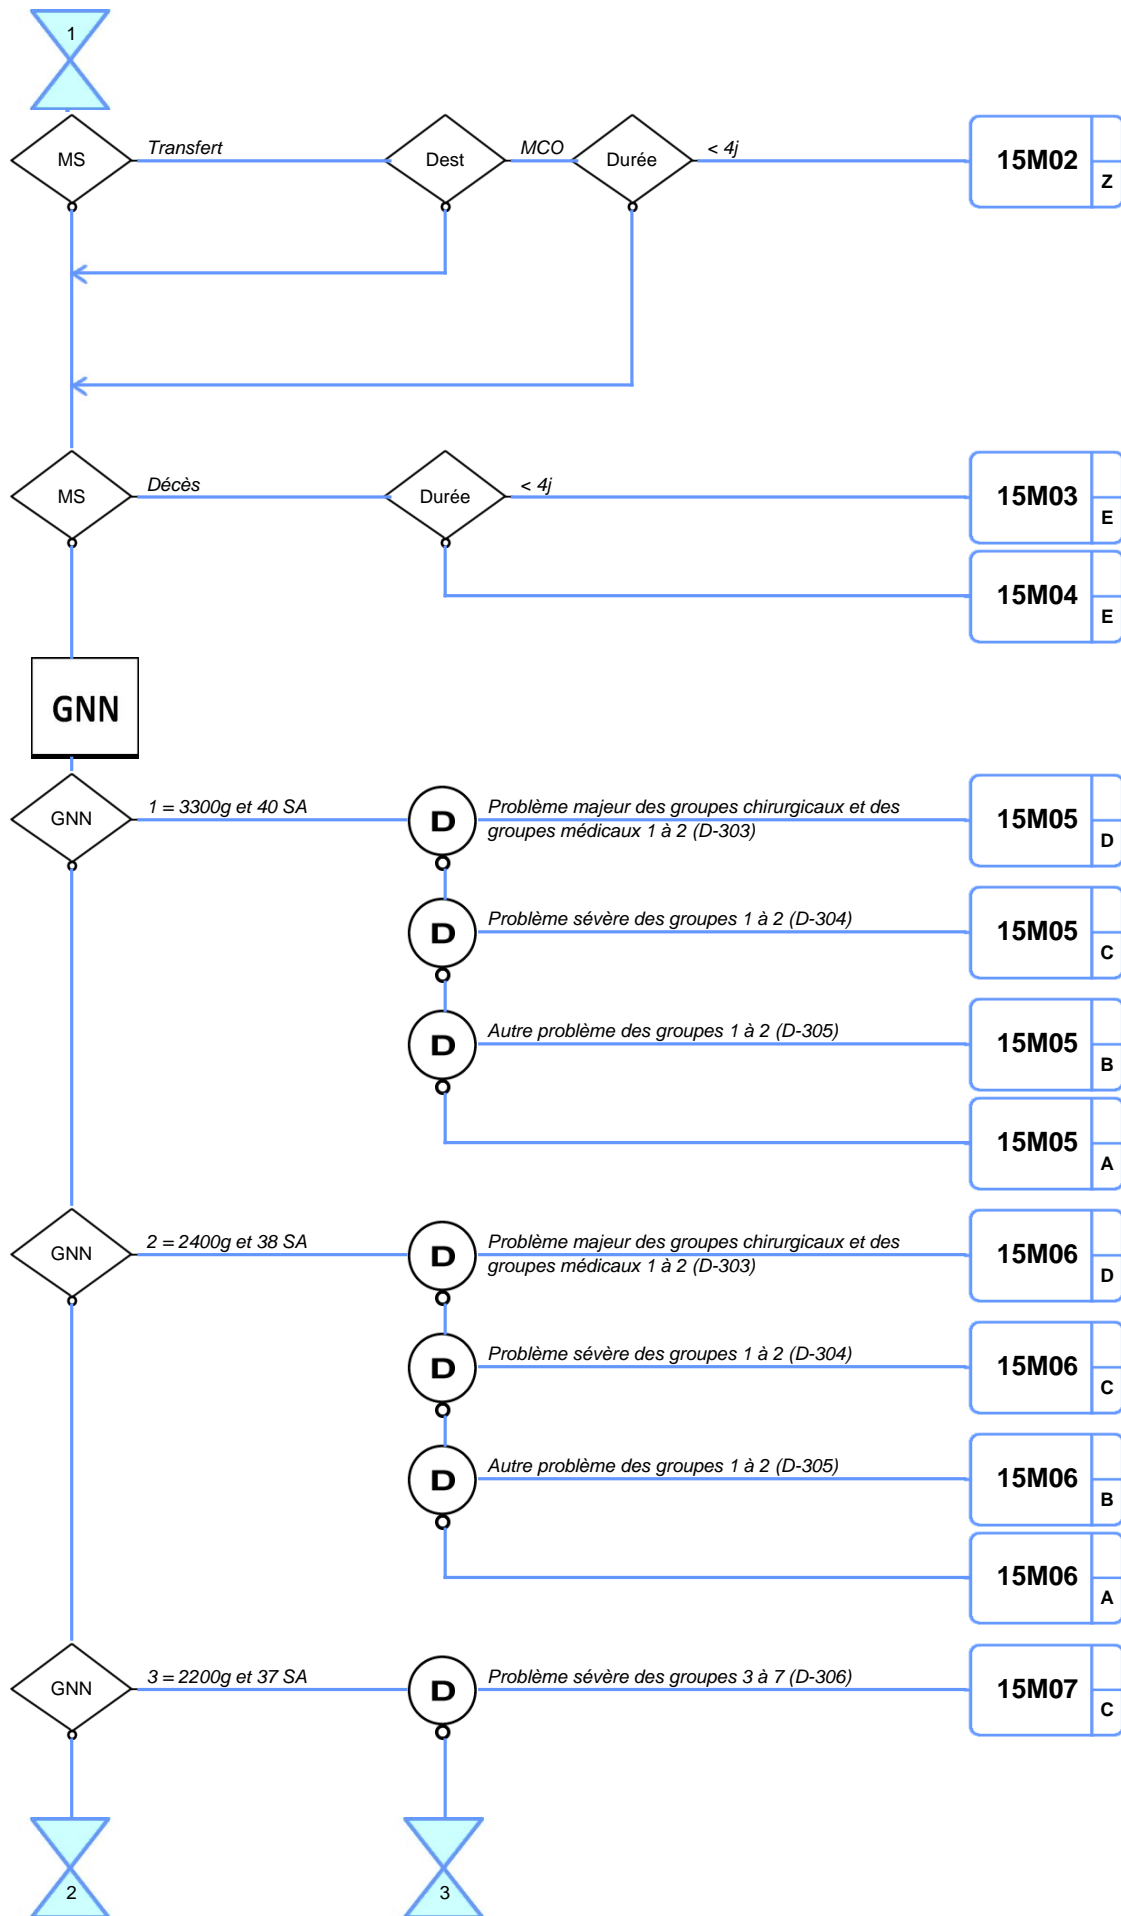 1
MS
Transfert
Dest
MCO
Durée
< 4j
15M02
Z
MS
Décès
Durée
< 4j
15M03
E
15M04
E
GNN
GNN
1 = 3300g et 40 SA
D
Problème majeur des groupes chirurgicaux et des
groupes médicaux 1 à 2 (D-303)
15M05
D
D
Problème sévère des groupes 1 à 2 (D-304)
15M05
C
D
Autre problème des groupes 1 à 2 (D-305)
15M05
B
15M05
A
GNN
2 = 2400g et 38 SA
D
Problème majeur des groupes chirurgicaux et des
groupes médicaux 1 à 2 (D-303)
15M06
D
D
Problème sévère des groupes 1 à 2 (D-304)
15M06
C
D
Autre problème des groupes 1 à 2 (D-305)
15M06
B
15M06
A
GNN
3 = 2200g et 37 SA
D
Problème sévère des groupes 3 à 7 (D-306)
15M07
C
2
3